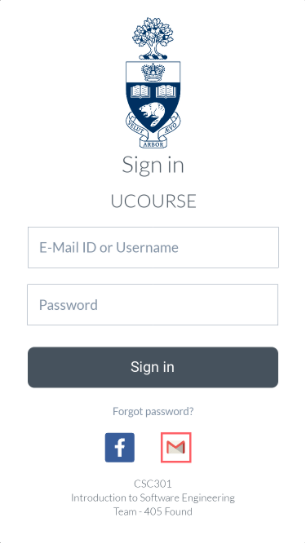 VELUT ARBOR ÆVO
Sign in
UCOURSE
E-Mail ID or Username
Password
Sign in
Forgot password?
CSC301
Introduction to Software Engineering
Team - 405 Found